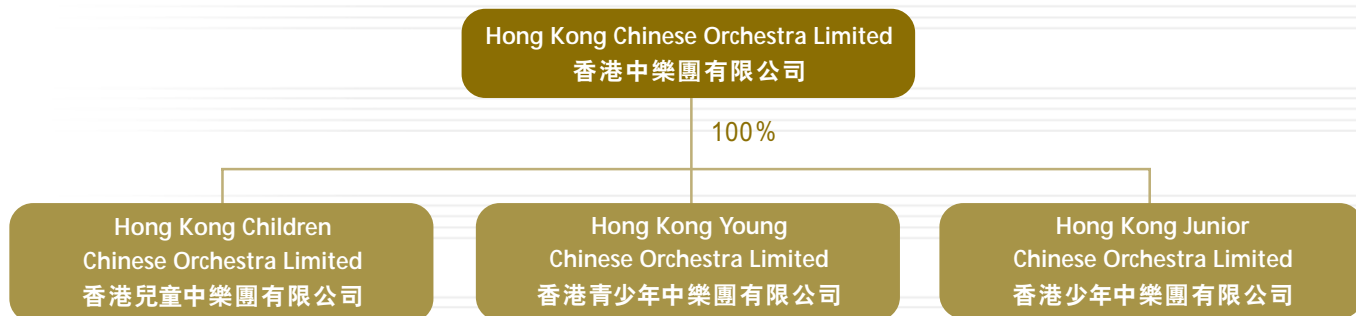 Hong Kong Chinese Orchestra Limited
香港中樂團有限公司
100%
Hong Kong Children
Chinese Orchestra Limited
香港兒童中樂團有限公司
Hong Kong Young
Chinese Orchestra Limited
香港青少年中樂團有限公司
Hong Kong Junior
Chinese Orchestra Limited
香港少年中樂團有限公司